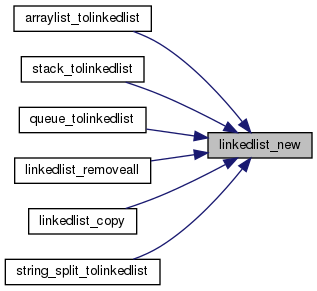 arraylist_tolinkedlist
stack_tolinkedlist
queue_tolinkedlist
linkedlist_new
linkedlist_removeall
linkedlist_copy
string_split_tolinkedlist